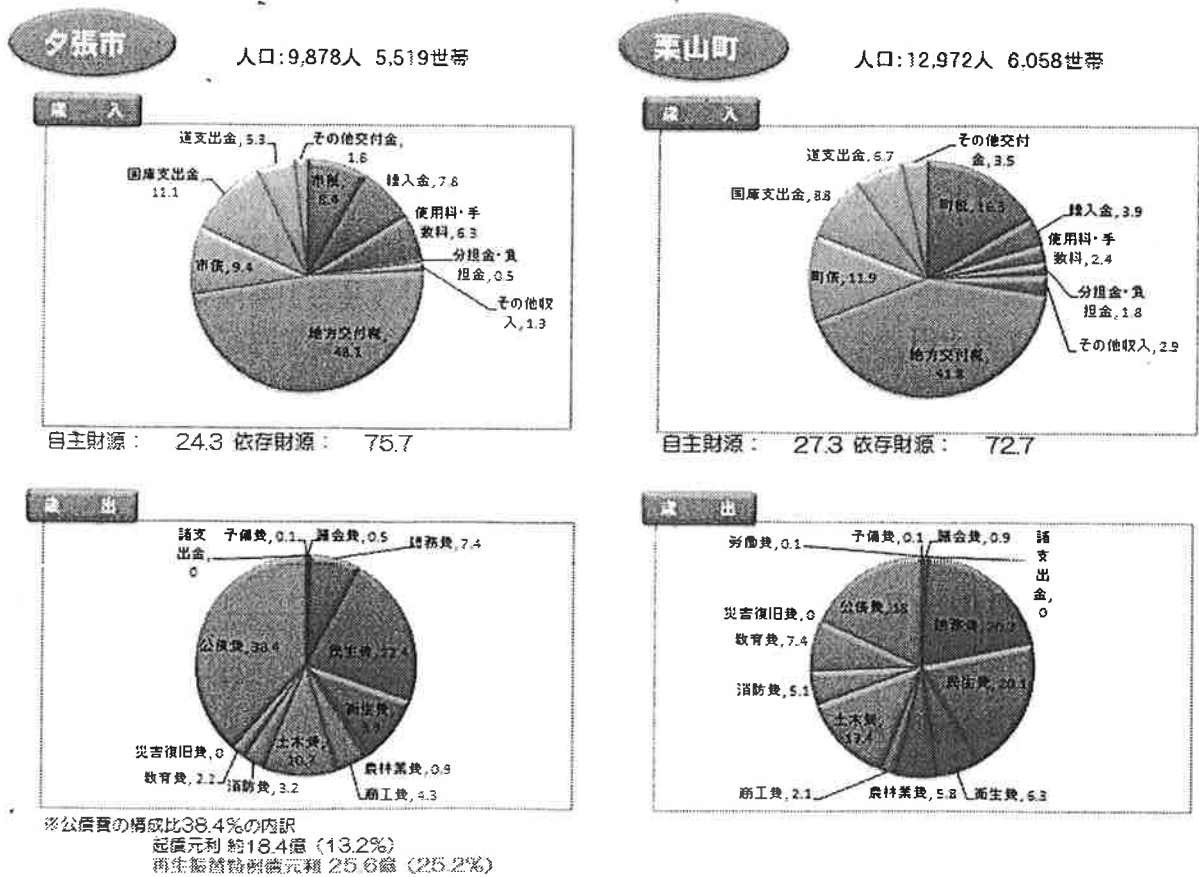 夕張市
人口:9,878人 5,519世帯
歳 入
道支出金, 5.3
その他交付金,
1.6
国庫支出金,
11.1
市税,
8.4
繰入金, 7.8
使用料・手
数料, 6.3
分担金・負
担金, 0.5
その他収
入, 1.3
市債, 9.4
地方交付税,
48.1
自主財源: 24.3 依存財源: 75.7
歳 出
諸支
出金,
0
予備費, 0.1
議会費, 0.5
総務費, 7.4
公債費, 38.4
民生費, 22.4
衛生費,
土木費,
10.7
災害復旧費, 0
教育費, 2.2
消防費, 3.2
農林業費, 0.9
商工費, 4.3
※公債費の構成比38.4%の内訳
起債元利 約18.4億(13.2%)
再生振替特例債元利 25.6億(25.2%)
栗山町
人口:12,972人 6,058世帯
歳 入
道支出金, 6.7
その他交付
金, 3.5
国庫支出金, 8.8
町税, 16.3
繰入金, 3.9
使用料・手
数料, 2.4
分担金・負
担金, 1.8
その他収入, 2.9
町債, 11.9
地方交付税,
41.8
自主財源: 27.3 依存財源: 72.7
歳 出
労働費, 0.1
予備費, 0.1
議会費, 0.9
諸
支
出
金,
0
災害復旧費, 0
公債費,
総務費, 20.2
教育費, 7.4
民生費, 20.1
消防費, 5.1
土木費,
商工費, 2.1
農林業費, 5.8
衛生費, 6.3